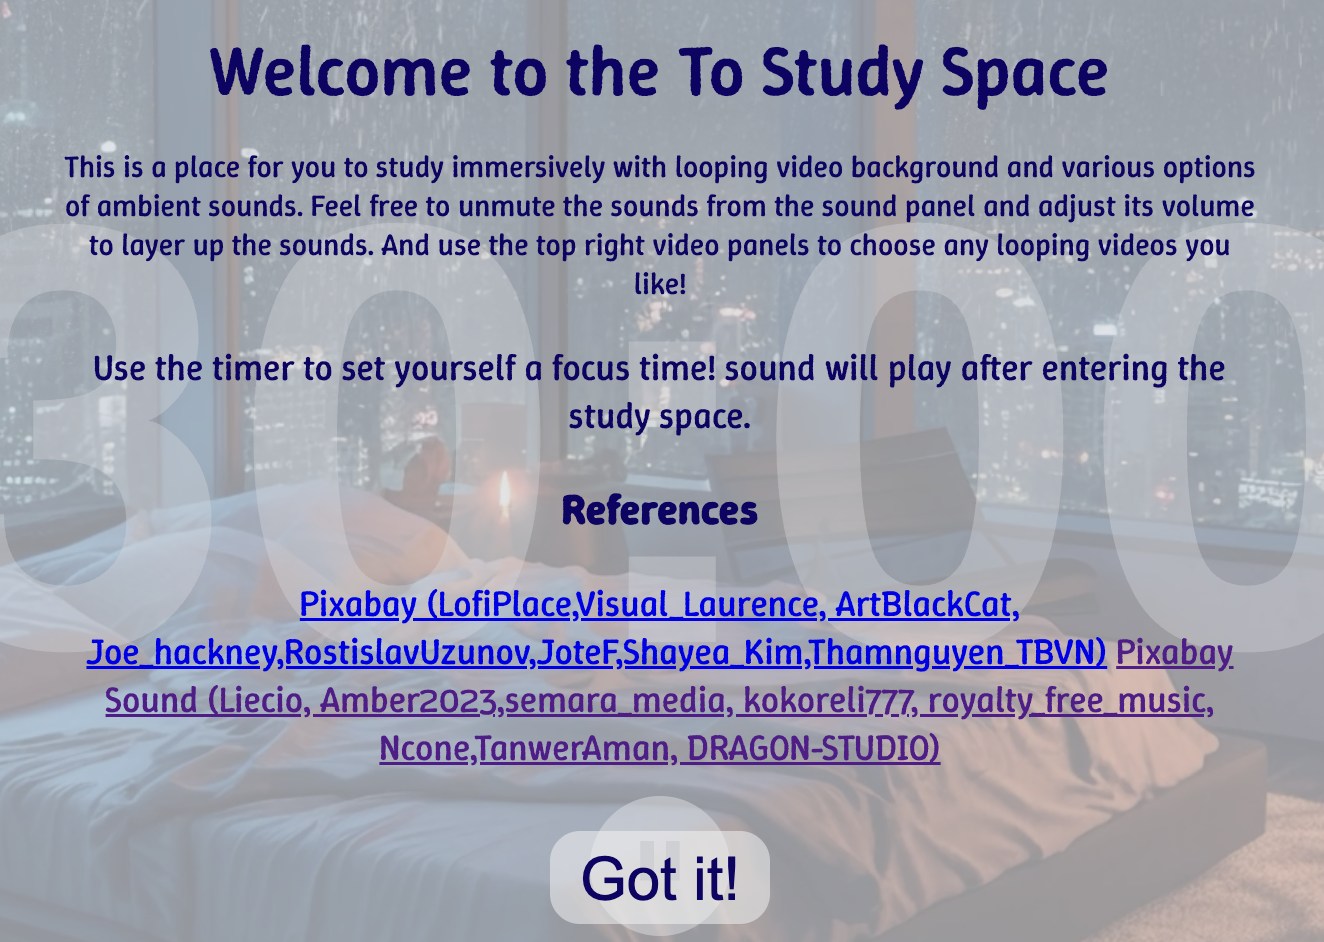 Welcome to the To Study Space
This is a place for you to study immersively with looping video background and various options
of ambient sounds. Feel free to unmute the sounds from the sound panel and adjust its volume
to layer up the sounds. And use the top right video panels to choose any looping videos you
like!
30:00
Use the timer to set yourself a focus time! sound will play after entering the
study space.
References
Pixabay (LofiPlace,Visual_Laurence, ArtBlackCat,
Joe_hackney,RostislavUzunov,JoteF,Shayea_Kim,Thamnguyen_TBVN) Pixabay
Sound (Liecio, Amber2023,semara_media, kokoreli777, royalty_free_music,
Ncone,TanwerAman, DRAGON-STUDIO)
Got it!